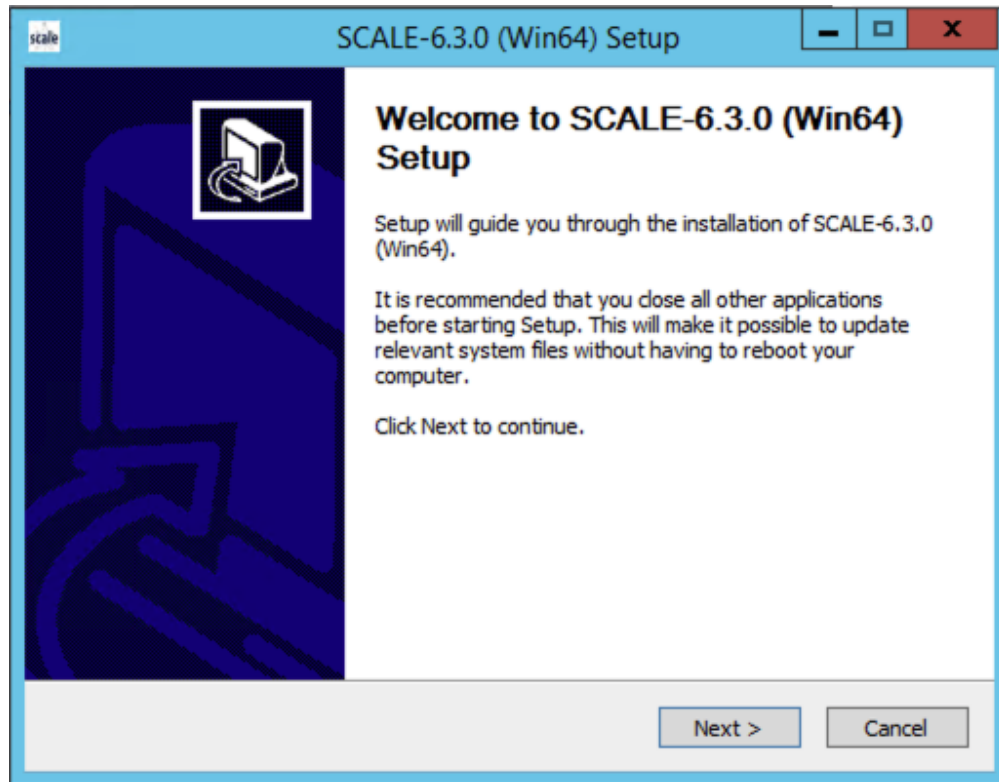 scale
SCALE-6.3.0 (Win64) Setup
Welcome to SCALE-6.3.0 (Win64)
Setup
Setup will guide you through the installation of SCALE-6.3.0
(Win64).
It is recommended that you close all other applications
before starting Setup. This will make it possible to update
relevant system files without having to reboot your
computer.
Click Next to continue.
Next >
Cancel